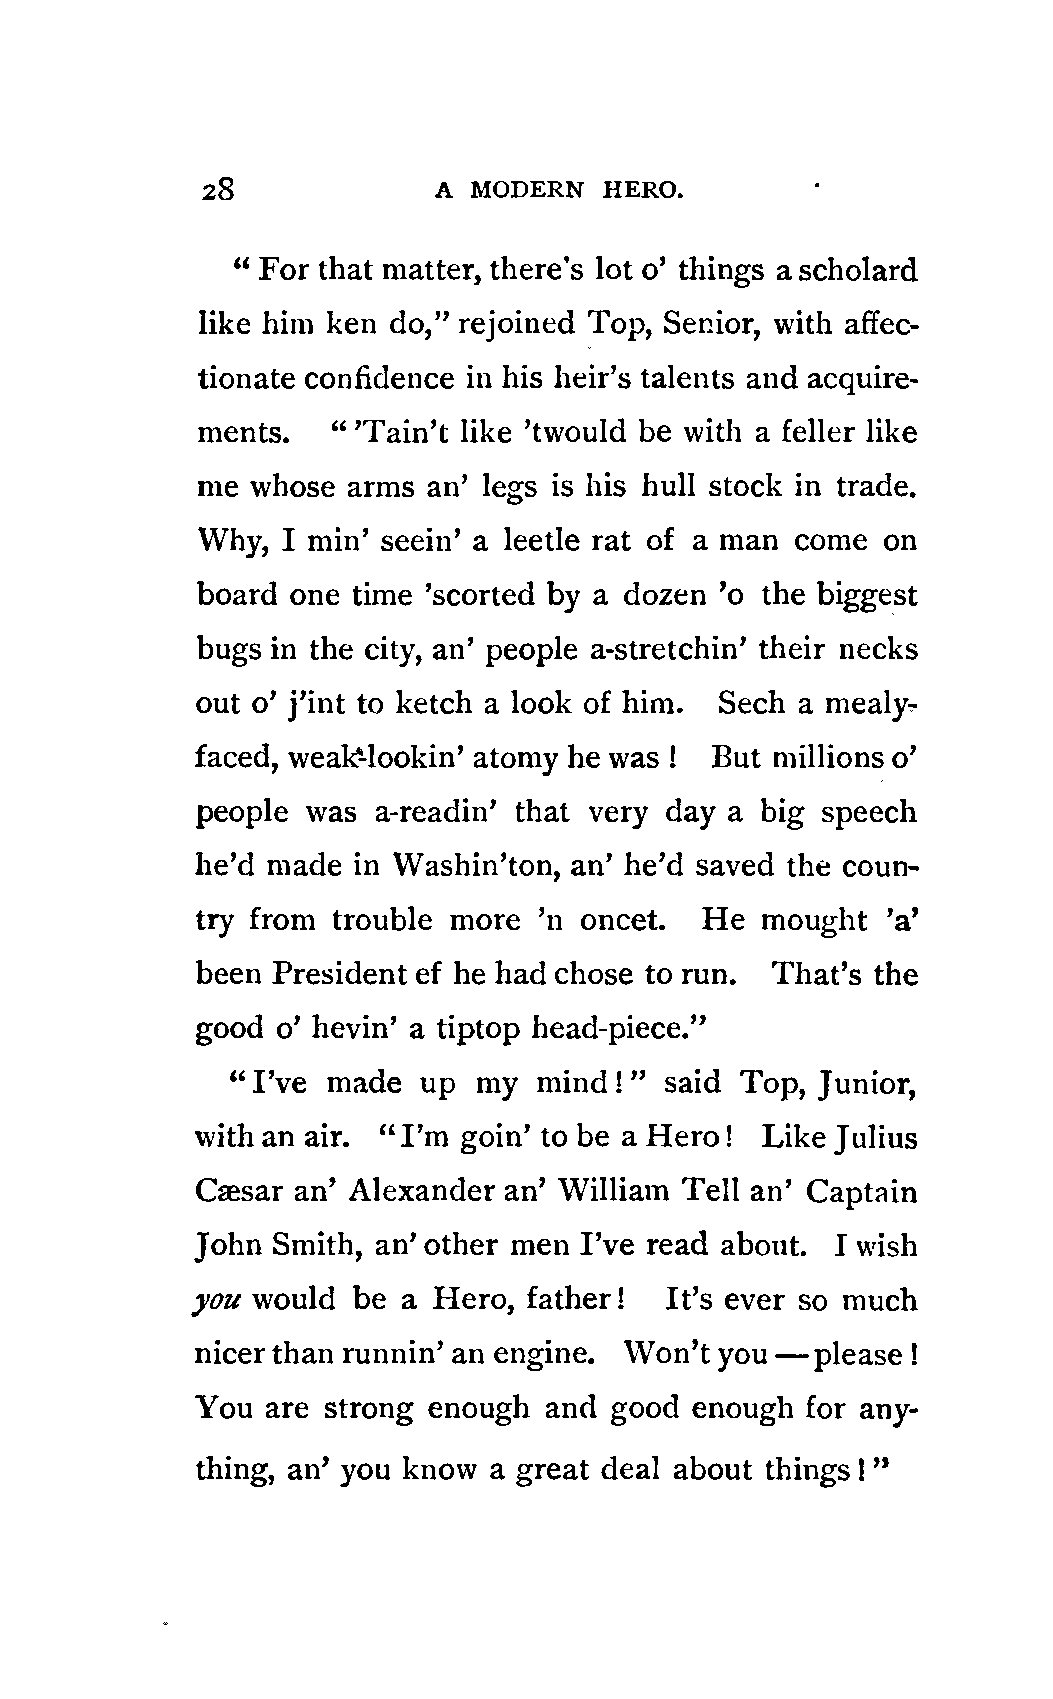 28 A MODERN HERO.
“ For that matter, there’s lot o’ things a scholard
like him ken do,” rejoined Top, Senior, with affec-
tionate confidence in his heir’s talents and acquire-
ments. “ ’Tain’t like ’twould be with a feller like
me whose arms an’ legs is his hull stock in trade.
Why, I min’ seein’ a leetle rat of a man come on
board one time ’scorted by a dozen ’o the biggest
bugs in the city, an’ people a-stretchin’ their necks
out o’ j’int to ketch a look of him. Sech a mealy-
faced, weak-lookin’ atomy he was ! But millions o’
people was a-readin’ that very day a big speech
he’d made in Washin’ton, an’ he’d saved the coun-
try from trouble more ’n oncet. He mought ’a’
been President ef he had chose to run. That’s the
good o’ hevin’ a tiptop head-piece.”
“ I’ve made up my mind ! ” said Top, Junior,
with an air. “ I’m goin’ to be a Hero ! Like Julius
Cæsar an’ Alexander an’ William Tell an’ Captain
John Smith, an’ other men I’ve read about. I wish
you would be a Hero, father ! It’s ever so much
nicer than runnin’ an engine. Won’t you — please !
You are strong enough and good enough for any-
thing, an’ you know a great deal about things ! ”